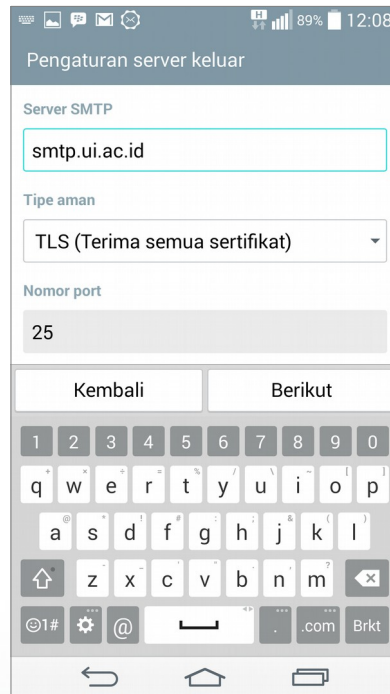 H 89% 12:08
Pengaturan server keluar
Server SMTP
smtp.ui.ac.id
Tipe aman
TLS (Terima semua sertifikat)
Nomor port
25
Kembali Berikut
1 2 3 4 5 6 7 8 9 0
q w e r t y u i o p
a s d f g h j k l
z x c v b n m
☺1# @ . .com Brkt